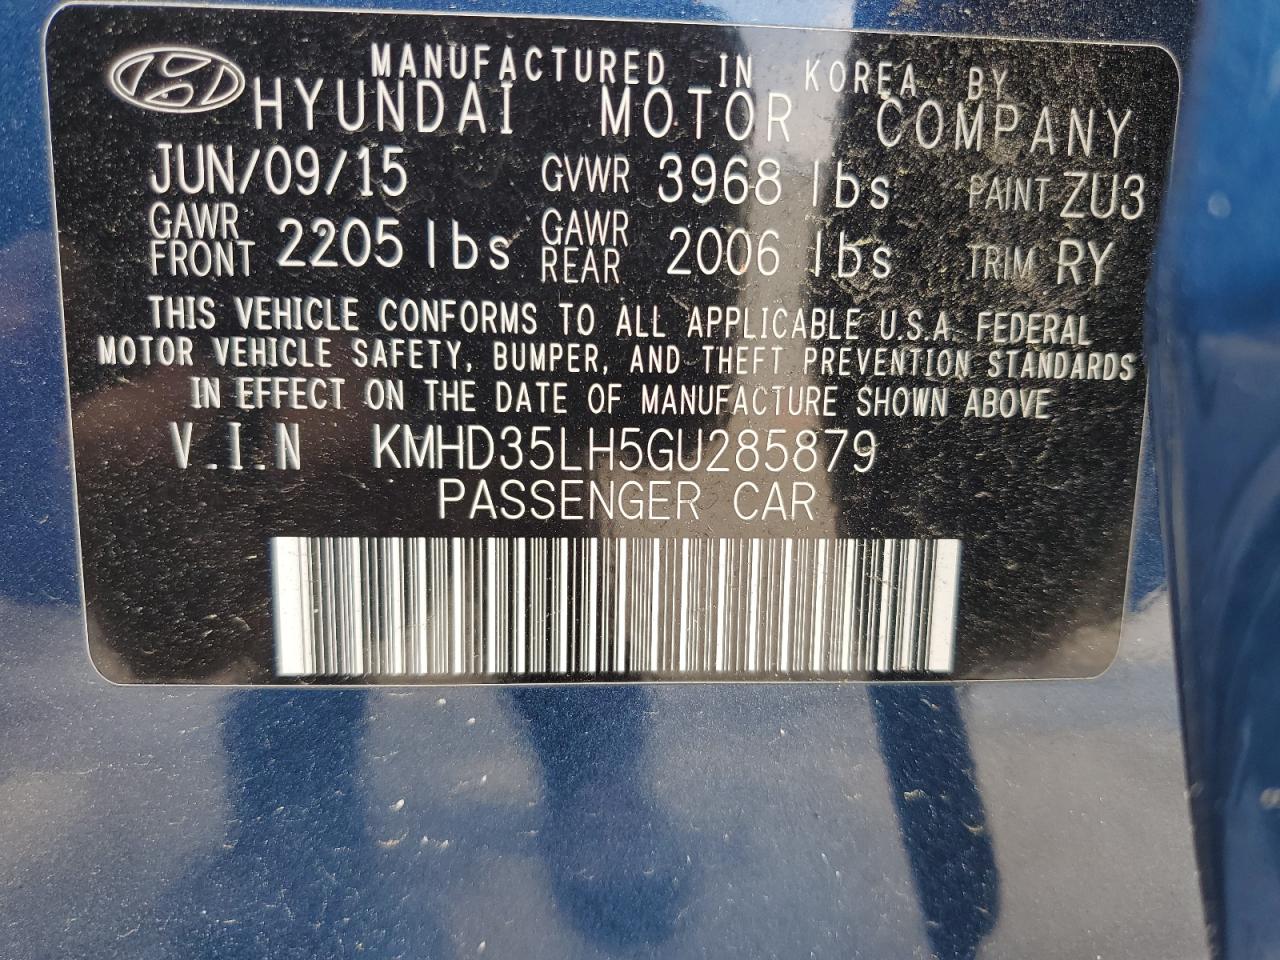 MANUFACTURED IN KOREA BY
HYUNDAI MOTOR COMPANY
JUN/09/15 GVWR 3968 lbs PAINT ZU3
GAWR FRONT 2205 lbs GAWR REAR 2006 lbs TRIM RY
THIS VEHICLE CONFORMS TO ALL APPLICABLE U.S.A. FEDERAL
MOTOR VEHICLE SAFETY, BUMPER, AND THEFT PREVENTION STANDARDS
IN EFFECT ON THE DATE OF MANUFACTURE SHOWN ABOVE
V.I.N KMHD35LH5GU285879
PASSENGER CAR